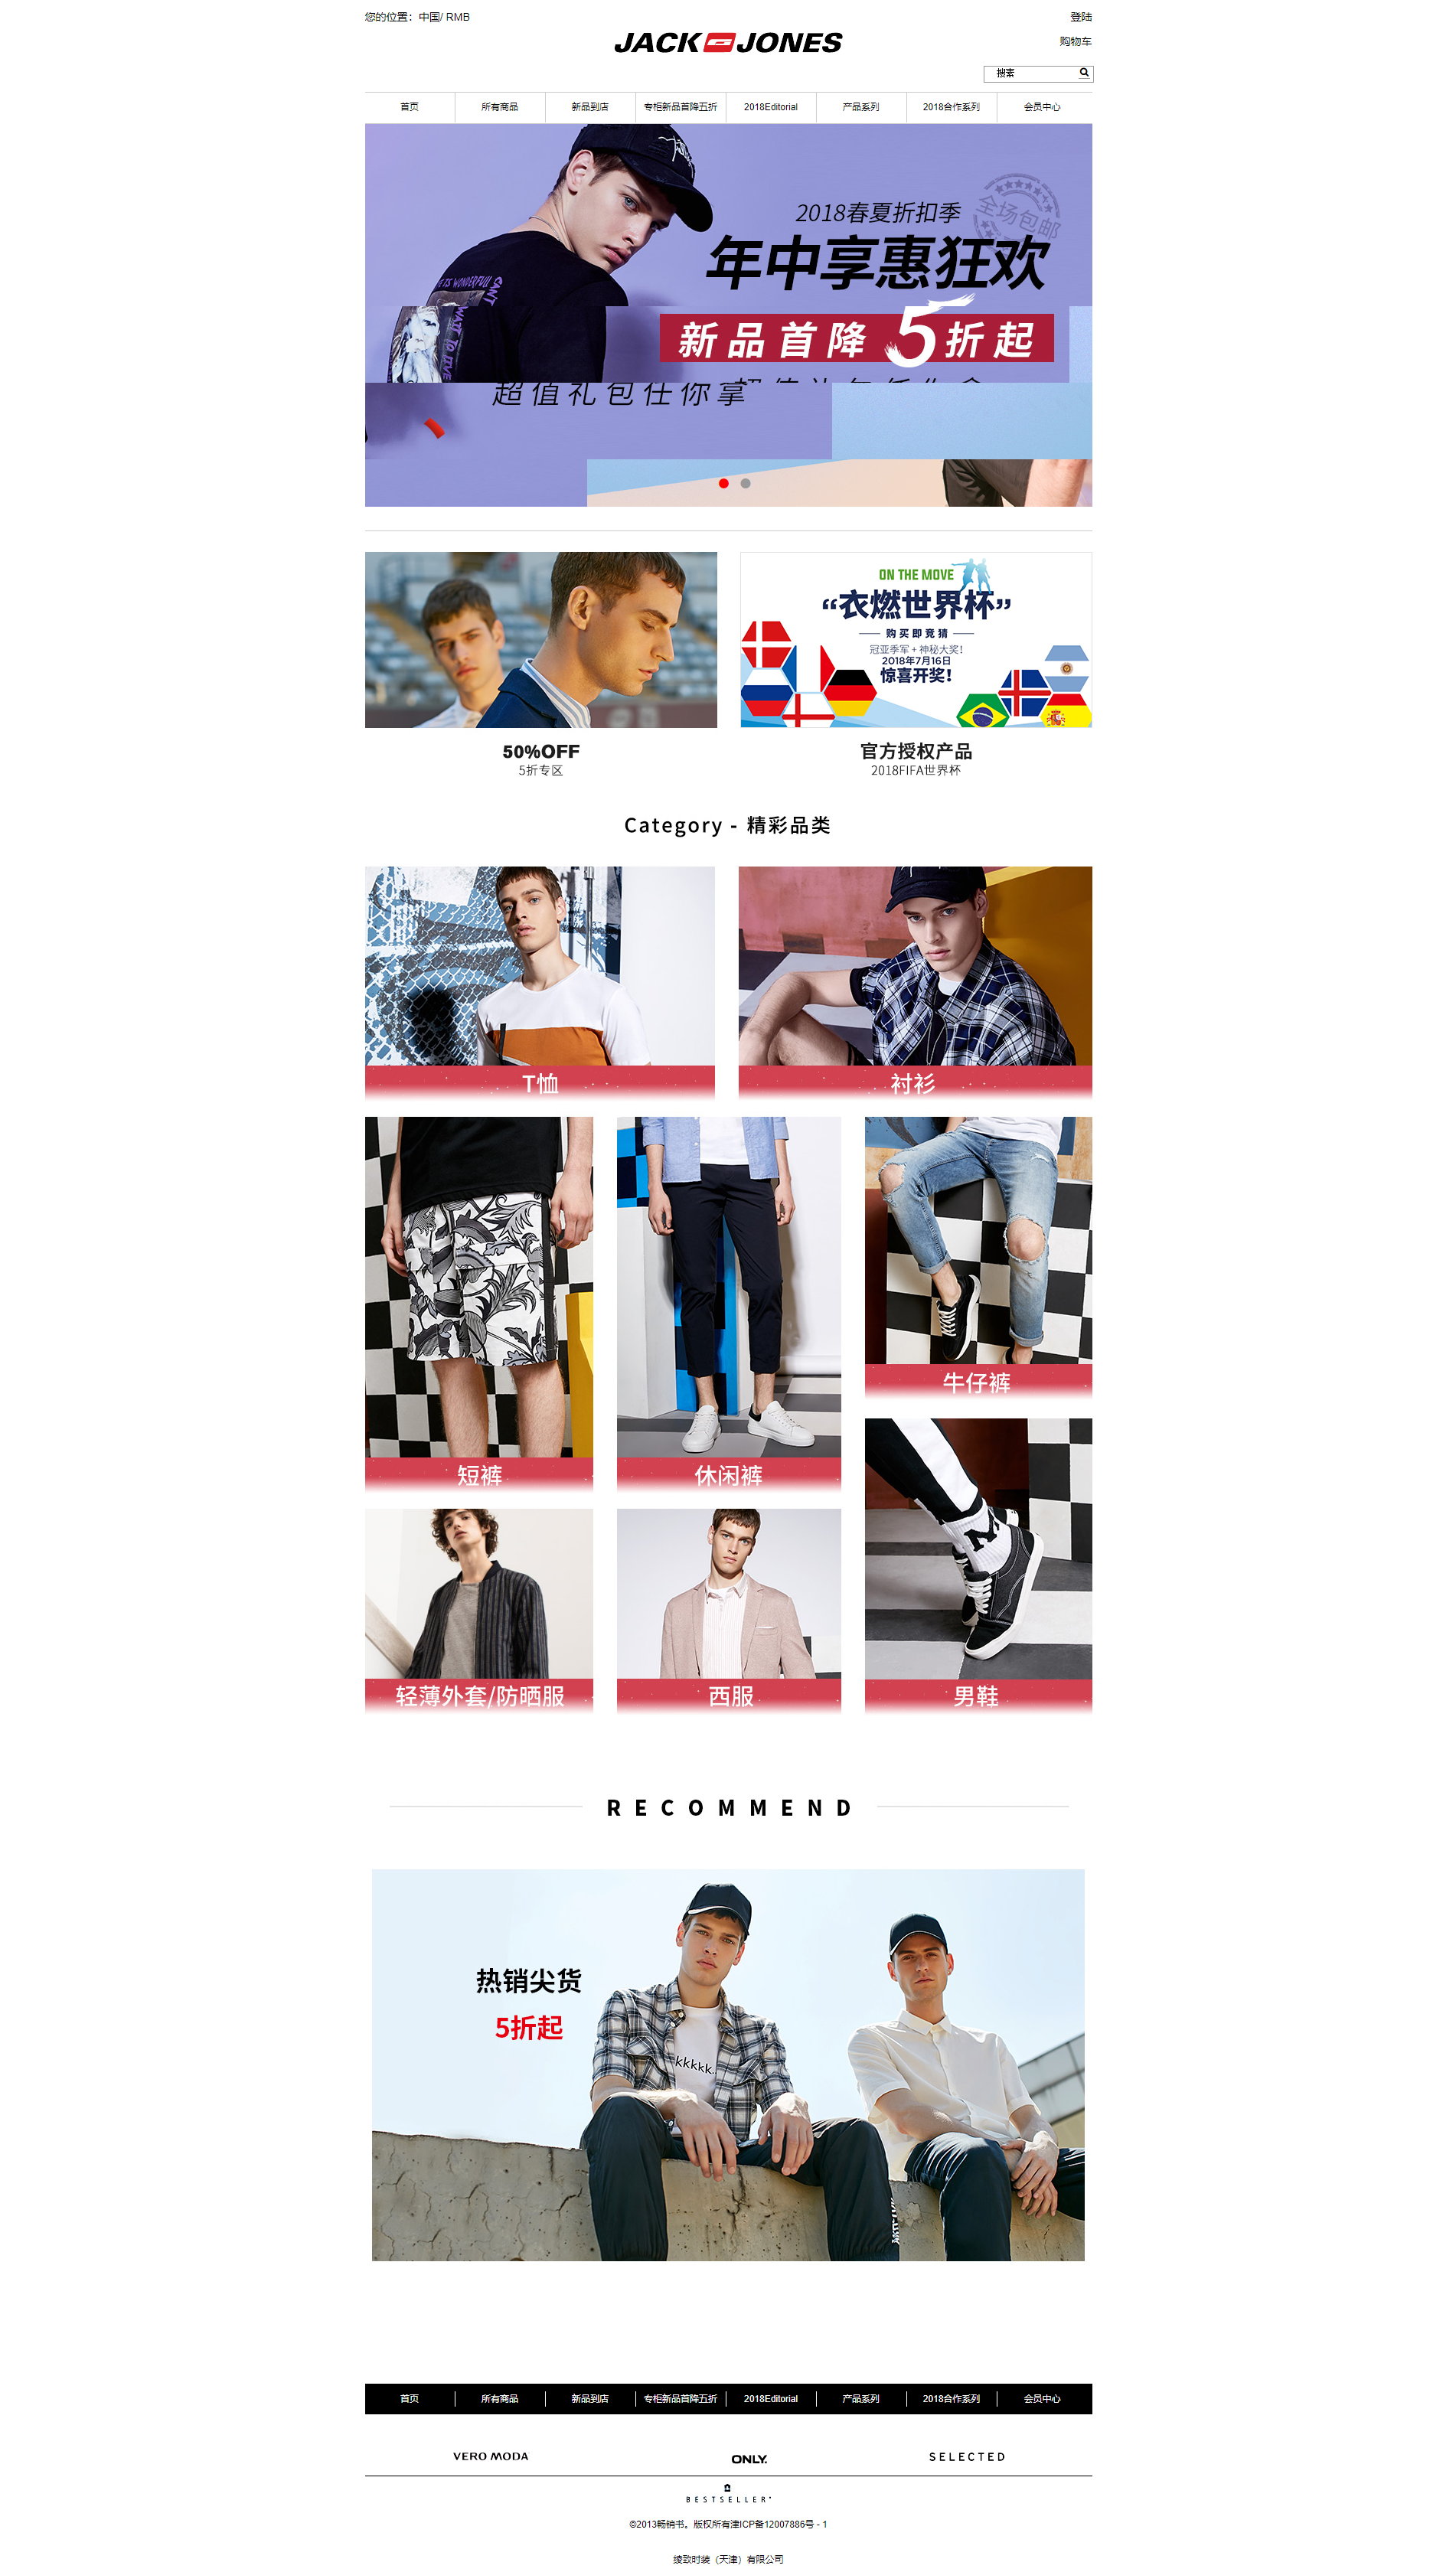 您的位置：中国/ RMB
登陆
JACK JONES
购物车
搜素
首页 所有商品 新品到店 专柜新品首降五折 2018Editorial 产品系列 2018合作系列 会员中心
2018春夏折扣季
全场包邮
年中享惠狂欢
新品首降5折起
超值礼包任你拿
ON THE MOVE
“衣燃世界杯”
购买即竞猜
冠亚季军 + 神秘大奖！
2018年7月16日
惊喜开奖！
50%OFF
5折专区
官方授权产品
2018FIFA世界杯
Category - 精彩品类
T恤
衬衫
牛仔裤
短裤
休闲裤
轻薄外套/防晒服
西服
男鞋
RECOMMEND
热销尖货
5折起
kkkkk.
首页 所有商品 新品到店 专柜新品首降五折 2018Editorial 产品系列 2018合作系列 会员中心
VERO MODA
ONLY.
SELECTED
BESTSELLER
©2013畅销书。版权所有津ICP备12007886号 - 1
绫致时装（天津）有限公司